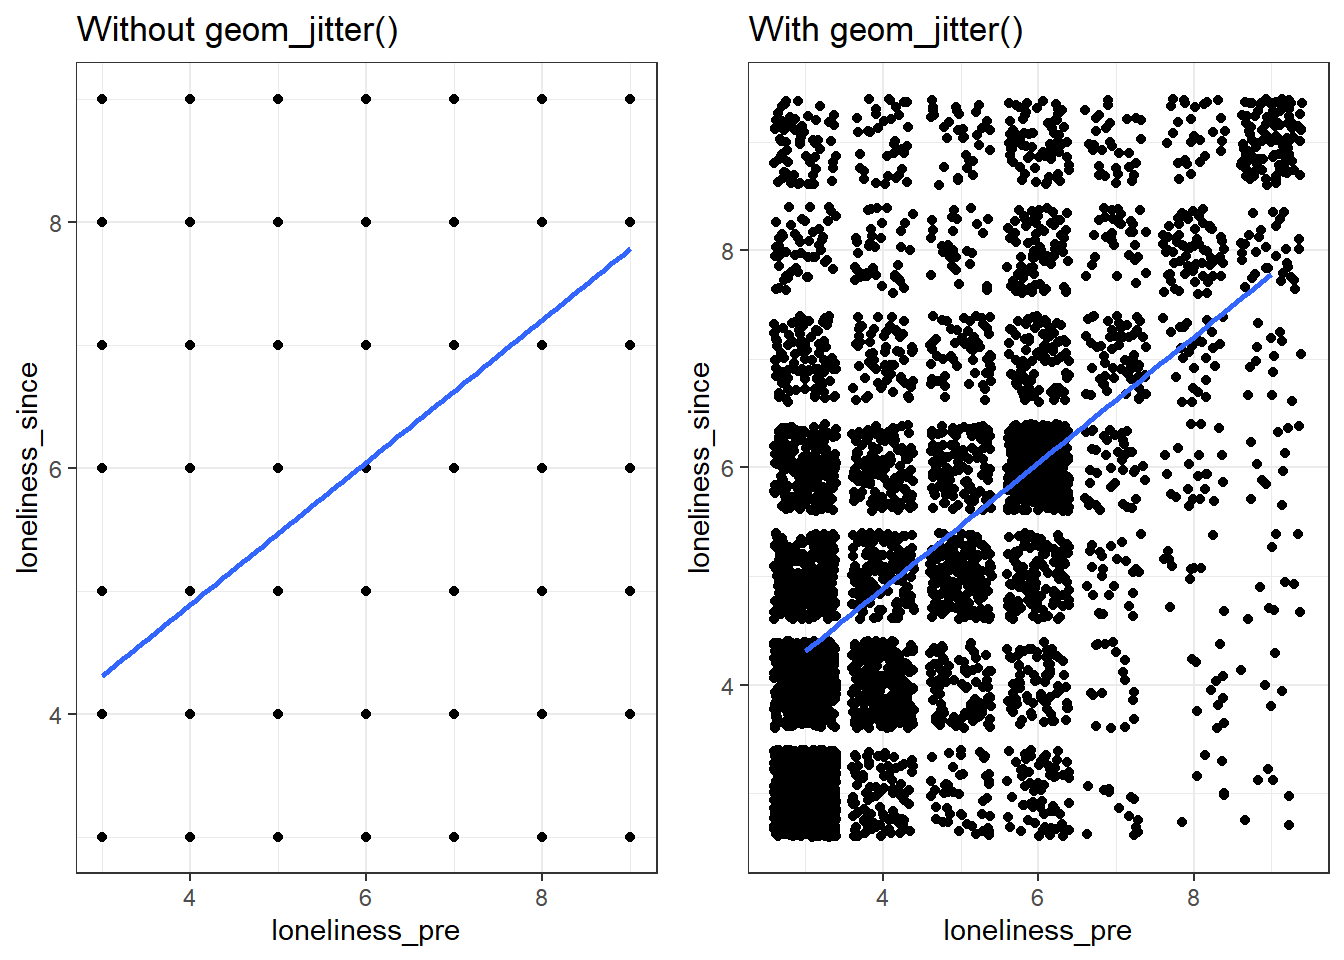 Without geom_jitter()
loneliness_since
8
6
4
4 6 8
loneliness_pre
With geom_jitter()
loneliness_since
8
6
4
4 6 8
loneliness_pre